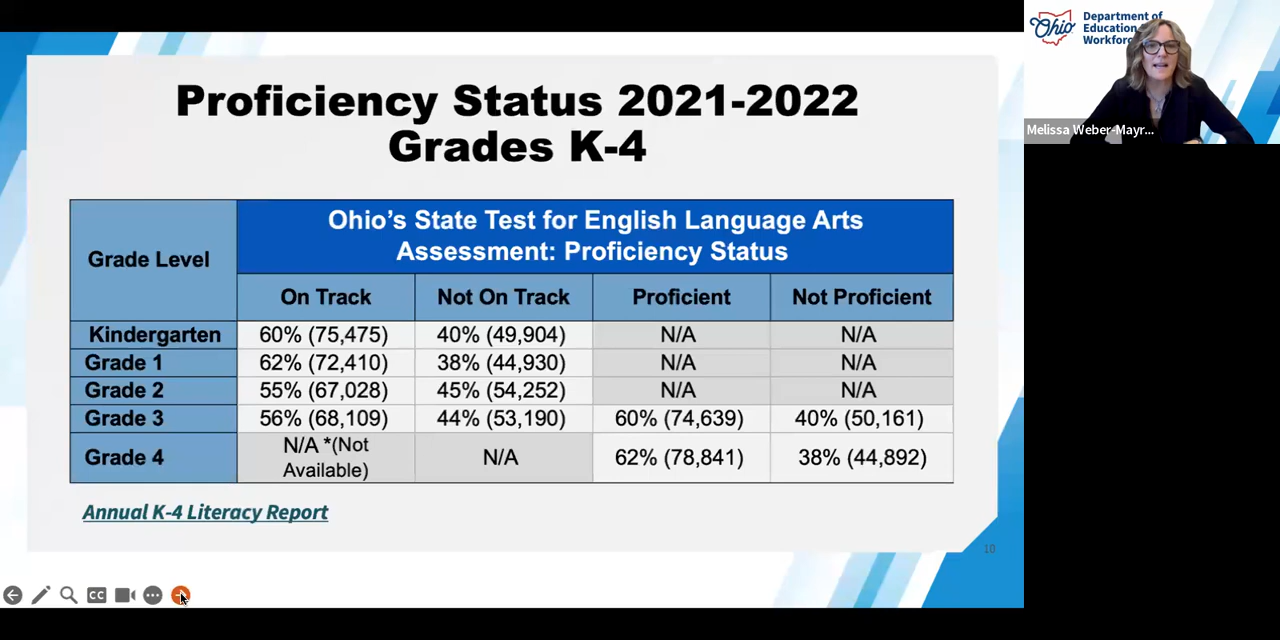 Proficiency Status 2021-2022
Grades K-4
Grade Level
Ohio’s State Test for English Language Arts
Assessment: Proficiency Status
On Track Not On Track Proficient Not Proficient
Kindergarten 60% (75,475) 40% (49,904) N/A N/A
Grade 1 62% (72,410) 38% (44,930) N/A N/A
Grade 2 55% (67,028) 45% (54,252) N/A N/A
Grade 3 56% (68,109) 44% (53,190) 60% (74,639) 40% (50,161)
Grade 4 N/A *(Not Available) N/A 62% (78,841) 38% (44,892)
Annual K-4 Literacy Report
10
CC
Ohio
Department of
Education
Workfor
Melissa Weber-Mayr...